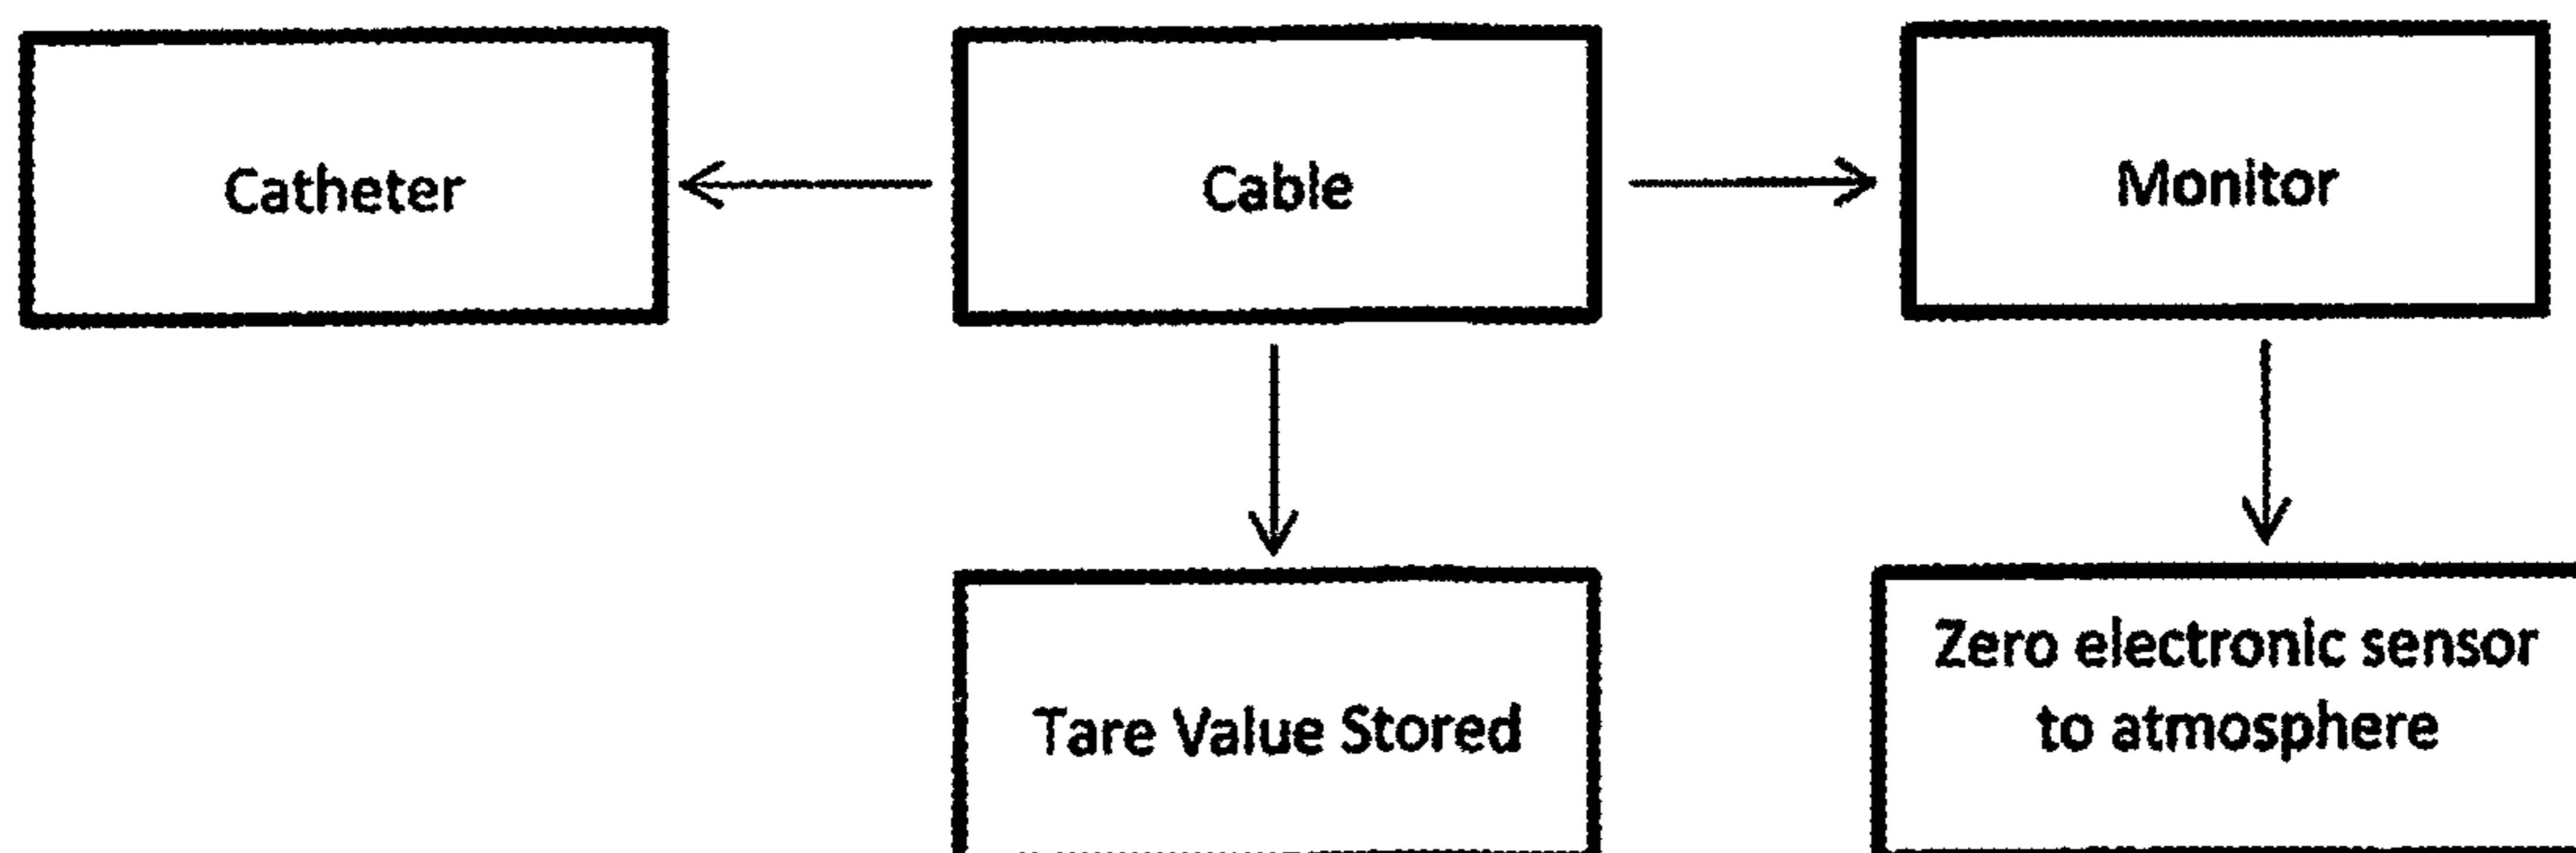 Catheter
Cable
Monitor
Tare Value Stored
Zero electronic sensor
to atmosphere